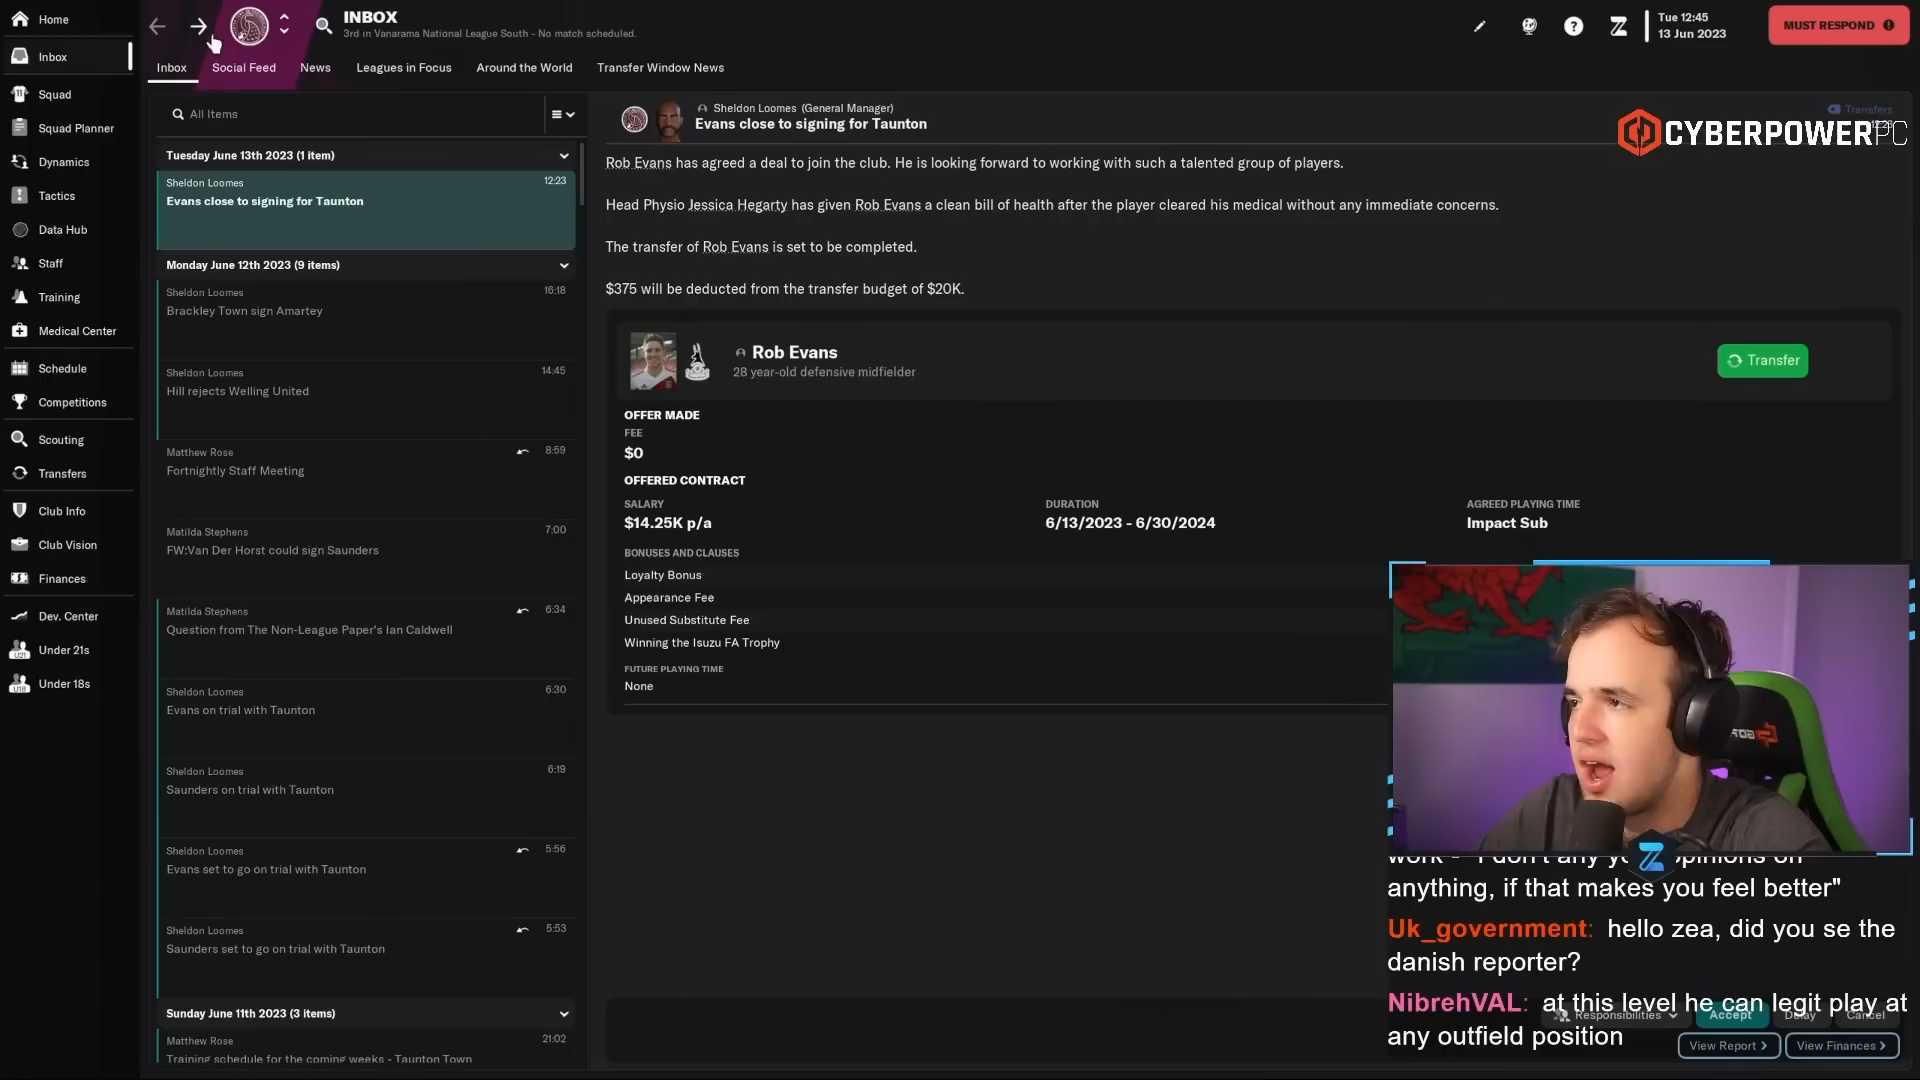 Home
Inbox
Squad
Squad Planner
Dynamics
Tactics
Data Hub
Staff
Training
Medical Center
Schedule
Competitions
Scouting
Transfers
Club Info
Club Vision
Finances
Dev. Center
Under 21s
Under 18s
INBOX
3rd in Vanarama National League South - No match scheduled.
Tue 12:45
13 Jun 2023
MUST RESPOND
Inbox
Social Feed
News
Leagues in Focus
Around the World
Transfer Window News
All Items
Tuesday June 13th 2023 (1 item)
Sheldon Loomes 12:23
Evans close to signing for Taunton
Monday June 12th 2023 (9 items)
Sheldon Loomes 16:18
Brackley Town sign Amartey
Sheldon Loomes 14:45
Hill rejects Welling United
Matthew Rose 8:59
Fortnightly Staff Meeting
Matilda Stephens 7:00
FW:Van Der Horst could sign Saunders
Matilda Stephens 6:34
Question from The Non-League Paper's Ian Caldwell
Sheldon Loomes 6:30
Evans on trial with Taunton
Sheldon Loomes 6:19
Saunders on trial with Taunton
Sheldon Loomes 5:56
Evans set to go on trial with Taunton
Sheldon Loomes 5:53
Saunders set to go on trial with Taunton
Sunday June 11th 2023 (3 items)
Matthew Rose 21:02
Training schedule for the coming weeks - Taunton Town
Sheldon Loomes (General Manager)
Evans close to signing for Taunton
Transfers
CYBERPOWERPC
Rob Evans has agreed a deal to join the club. He is looking forward to working with such a talented group of players.
Head Physio Jessica Hegarty has given Rob Evans a clean bill of health after the player cleared his medical without any immediate concerns.
The transfer of Rob Evans is set to be completed.
$375 will be deducted from the transfer budget of $20K.
Rob Evans
28 year-old defensive midfielder
Transfer
OFFER MADE
FEE
$0
OFFERED CONTRACT
SALARY
$14.25K p/a
DURATION
6/13/2023 - 6/30/2024
AGREED PLAYING TIME
Impact Sub
BONUSES AND CLAUSES
Loyalty Bonus
Appearance Fee
Unused Substitute Fee
Winning the Isuzu FA Trophy
FUTURE PLAYING TIME
None
anything, if that makes you feel better"
Uk_government: hello zea, did you se the
danish reporter?
NibrehVAL: at this level he can legit play at
any outfield position
Responsibilities
Accept
Delay
Cancel
View Report
View Finances